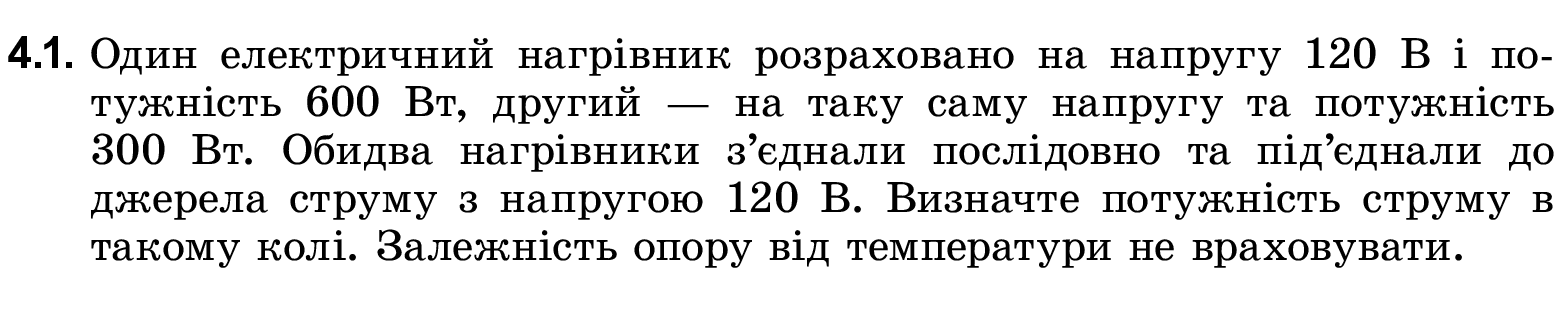 4.1. Один електричний нагрівник розраховано на напругу 120 В і по-
тужність 600 Вт, другий — на таку саму напругу та потужність
300 Вт. Обидва нагрівники з’єднали послідовно та під’єднали до
джерела струму з напругою 120 В. Визначте потужність струму в
такому колі. Залежність опору від температури не враховувати.